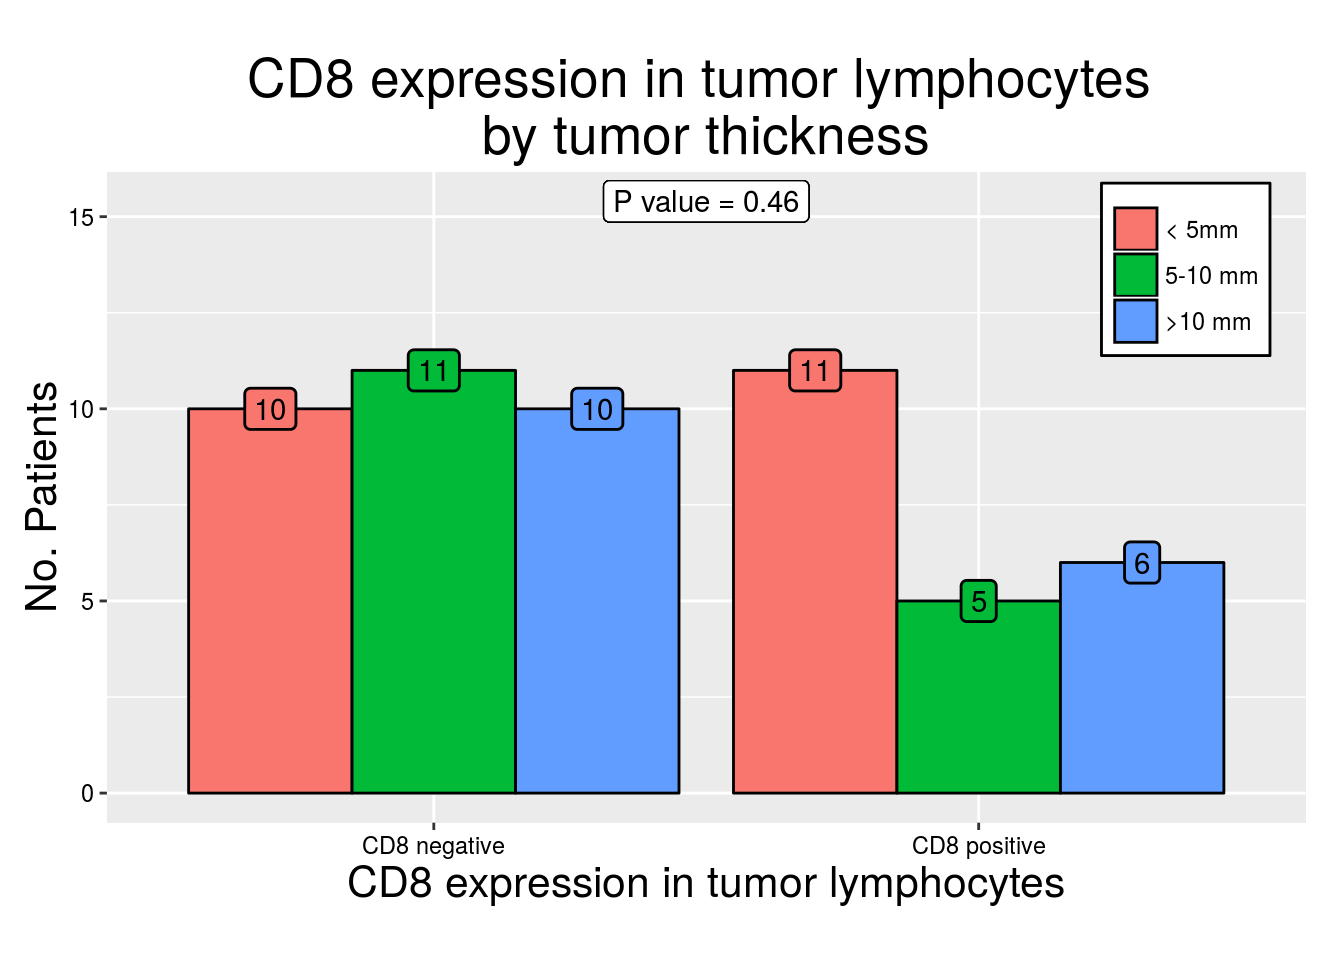 CD8 expression in tumor lymphocytes
by tumor thickness
P value = 0.46
< 5mm
5-10 mm
>10 mm
No. Patients
15
10
5
0
10
11
10
11
5
6
CD8 negative
CD8 positive
CD8 expression in tumor lymphocytes